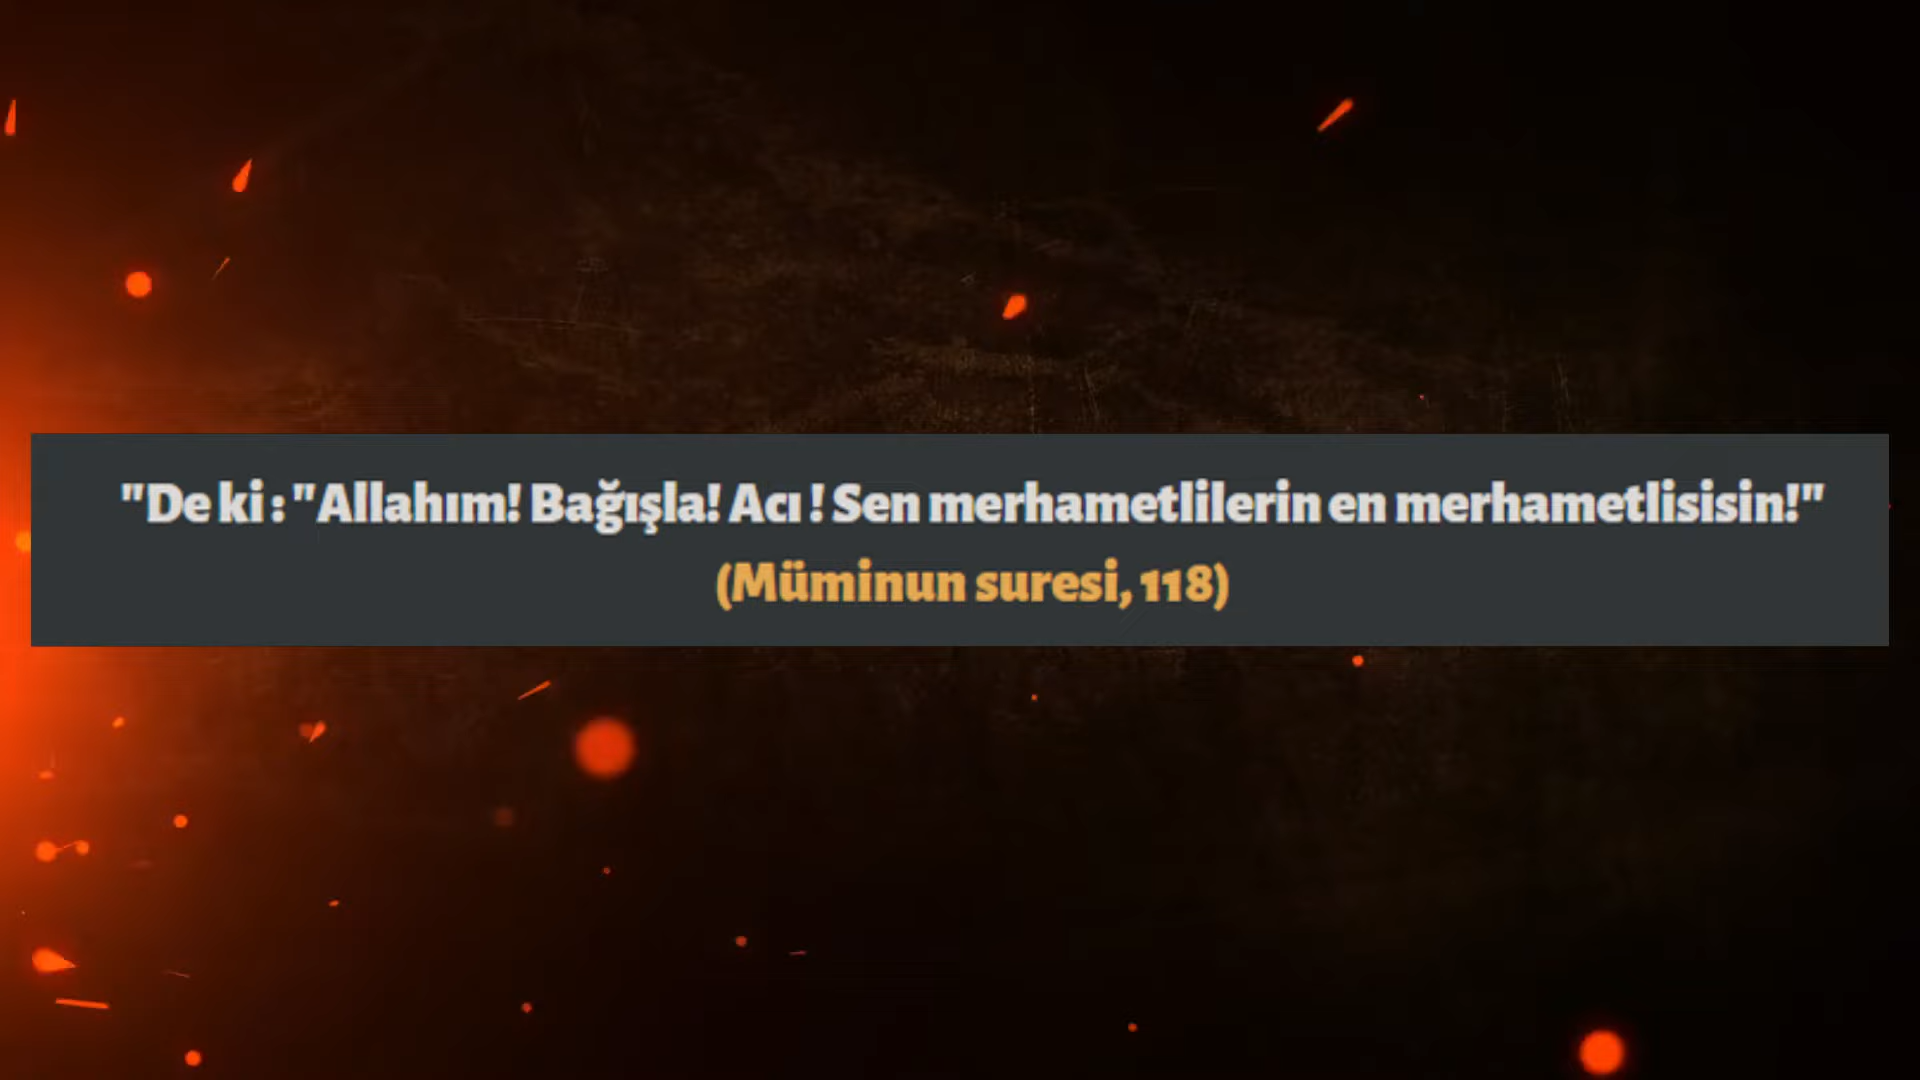 "De ki : "Allahım! Bağışla! Acı ! Sen merhametlilerin en merhametlisisin!"
(Müminun suresi, 118)